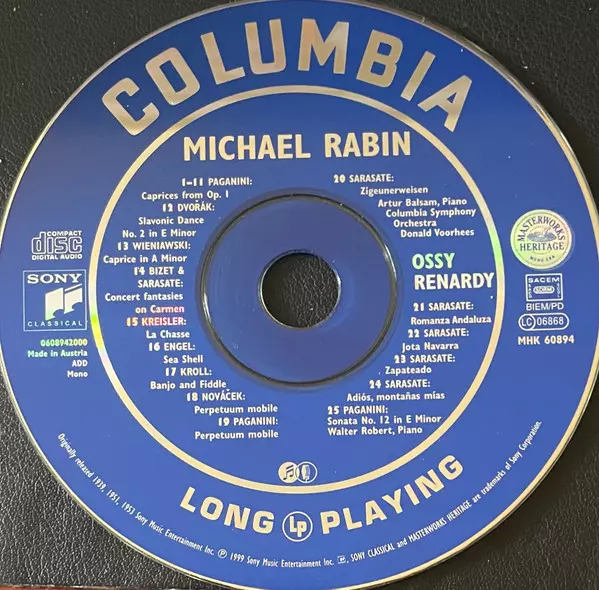 COLUMBIA
MICHAEL RABIN
1–11 PAGANINI:
Caprices from Op. 1
12 DVOŘÁK:
Slavonic Dance
No. 2 in E Minor
13 WIENIAWSKI:
Caprice in A Minor
14 BIZET &
SARASATE:
Concert fantasies
on Carmen
15 KREISLER:
La Chasse
16 ENGEL:
Sea Shell
17 KROLL:
Banjo and Fiddle
18 NOVÁČEK:
Perpetuum mobile
19 PAGANINI:
Perpetuum mobile
20 SARASATE:
Zigeunerweisen
Artur Balsam, Piano
Columbia Symphony
Orchestra
Donald Voorhees
OSSY
RENARDY
21 SARASATE:
Romanza Andaluza
22 SARASATE:
Jota Navarra
23 SARASATE:
Zapateado
24 SARASATE:
Adiós, montañas mías
25 PAGANINI:
Sonata No. 12 in E Minor
Walter Robert, Piano
COMPACT
disc
DIGITAL AUDIO
SONY
CLASSICAL
0608942000
Made in Austria
ADD
Mono
MASTERWORKS
HERITAGE
SACEM
SDRM
BIEM/PD
LC 06868
MHK 60894
LONG LP PLAYING
Originally released 1939, 1951, 1953 Sony Music Entertainment Inc. ℗ 1999 Sony Music Entertainment Inc. SONY CLASSICAL and MASTERWORKS HERITAGE are trademarks of Sony Corporation.